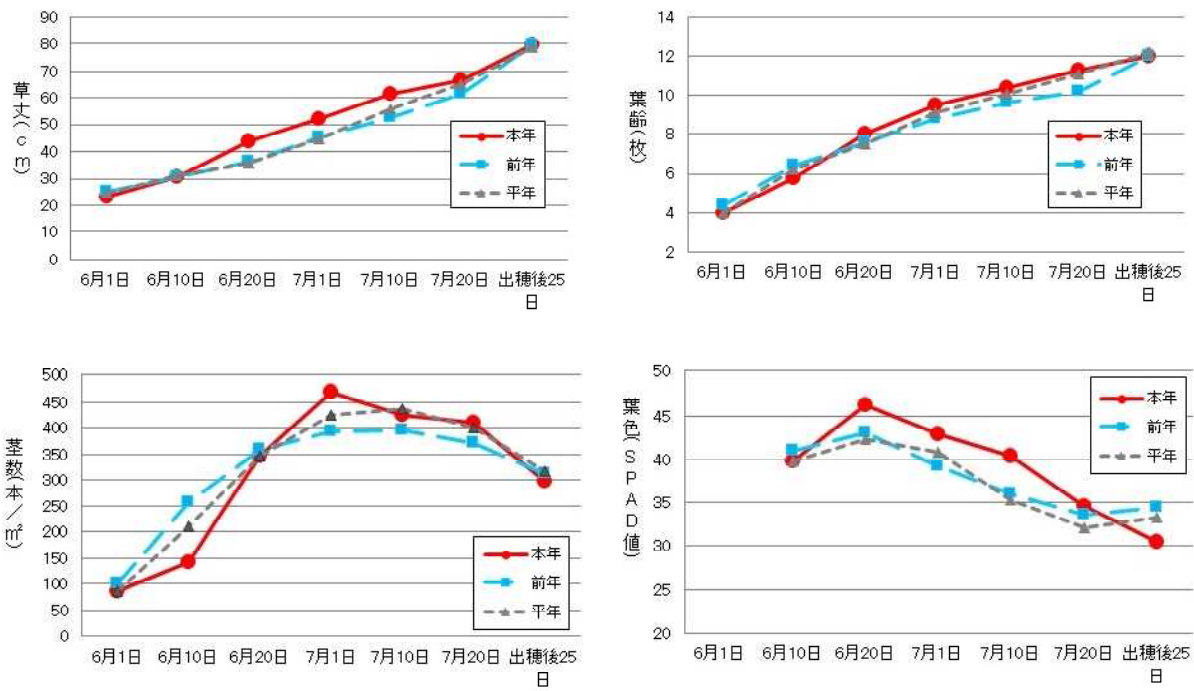 草丈(cm)
90
80
70
60
50
40
30
20
10
0
6月1日 6月10日 6月20日 7月1日 7月10日 7月20日 出穂後25
日
本年
前年
平年
葉齢(枚)
14
12
10
8
6
4
2
6月1日 6月10日 6月20日 7月1日 7月10日 7月20日 出穂後25
日
本年
前年
平年
茎数(本/㎡)
500
450
400
350
300
250
200
150
100
50
0
6月1日 6月10日 6月20日 7月1日 7月10日 7月20日 出穂後25
日
本年
前年
平年
葉色(SPAD値)
50
45
40
35
30
25
20
6月1日 6月10日 6月20日 7月1日 7月10日 7月20日 出穂後25
日
本年
前年
平年